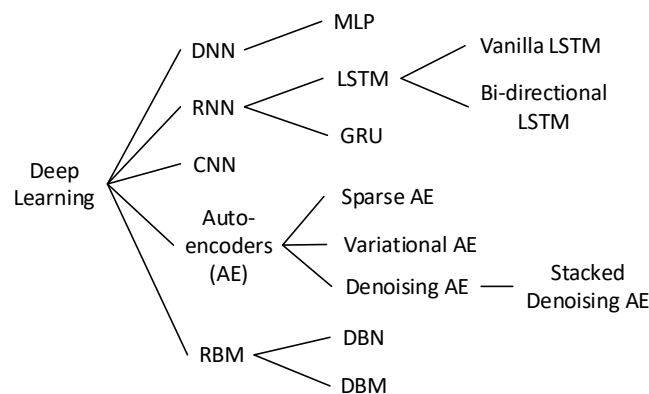 MLP
DNN
Vanilla LSTM
LSTM
RNN
Bi-directional
LSTM
GRU
CNN
Deep
Learning
Sparse AE
Auto-
encoders
(AE)
Variational AE
Denoising AE
Stacked
Denoising AE
DBN
RBM
DBM